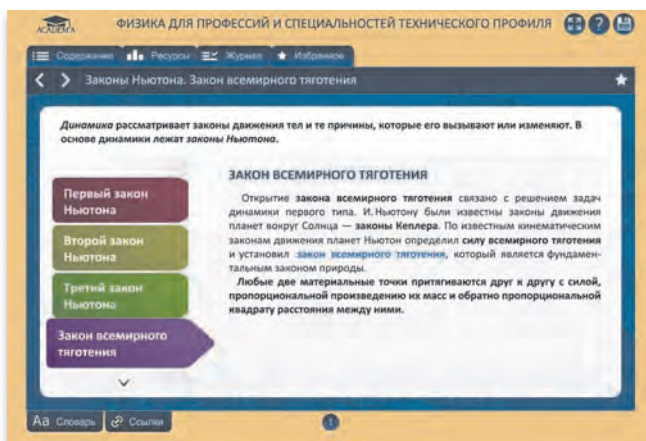 ACADEMA
ФИЗИКА ДЛЯ ПРОФЕССИЙ И СПЕЦИАЛЬНОСТЕЙ ТЕХНИЧЕСКОГО ПРОФИЛЯ
?
Содержание Ресурсы Журнал Избранное
Законы Ньютона. Закон всемирного тяготения
Динамика рассматривает законы движения тел и те причины, которые его вызывают или изменяют. В
основе динамики лежат законы Ньютона.
Первый закон
Ньютона
Второй закон
Ньютона
Третий закон
Ньютона
Закон всемирного
тяготения
ЗАКОН ВСЕМИРНОГО ТЯГОТЕНИЯ
Открытие закона всемирного тяготения связано с решением задач
динамики первого типа. И. Ньютону были известны законы движения
планет вокруг Солнца — законы Кеплера. По известным кинематическим
законам движения планет Ньютон определил силу всемирного тяготения
и установил закон всемирного тяготения, который является фундамен-
тальным законом природы.
Любые две материальные точки притягиваются друг к другу с силой,
пропорциональной произведению их масс и обратно пропорциональной
квадрату расстояния между ними.
Аа Словарь Ссылки
1